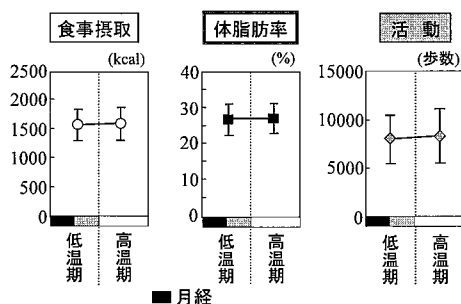 食事摂取
(kcal)
2500
2000
1500
1000
500
0
低温期
高温期
体脂肪率
(%)
40
30
20
10
0
低温期
高温期
活動
(歩数)
15000
10000
5000
0
低温期
高温期
月経